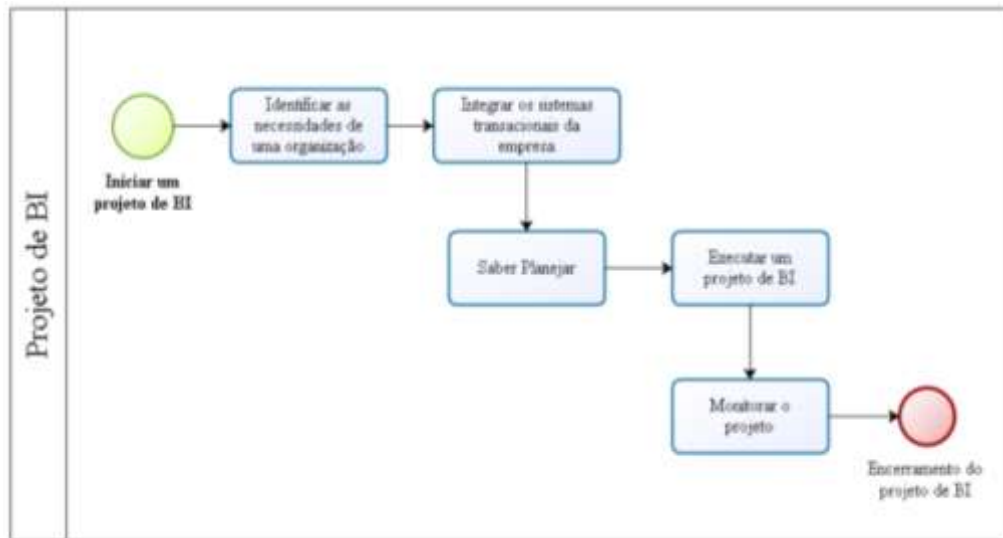 Projeto de BI
Iniciar um
projeto de BI
Identificar as
necessidades de
uma organização
Integrar os sistemas
transacionais da
empresa
Saber Planejar
Executar um
projeto de BI
Monitorar o
projeto
Encerramento do
projeto de BI